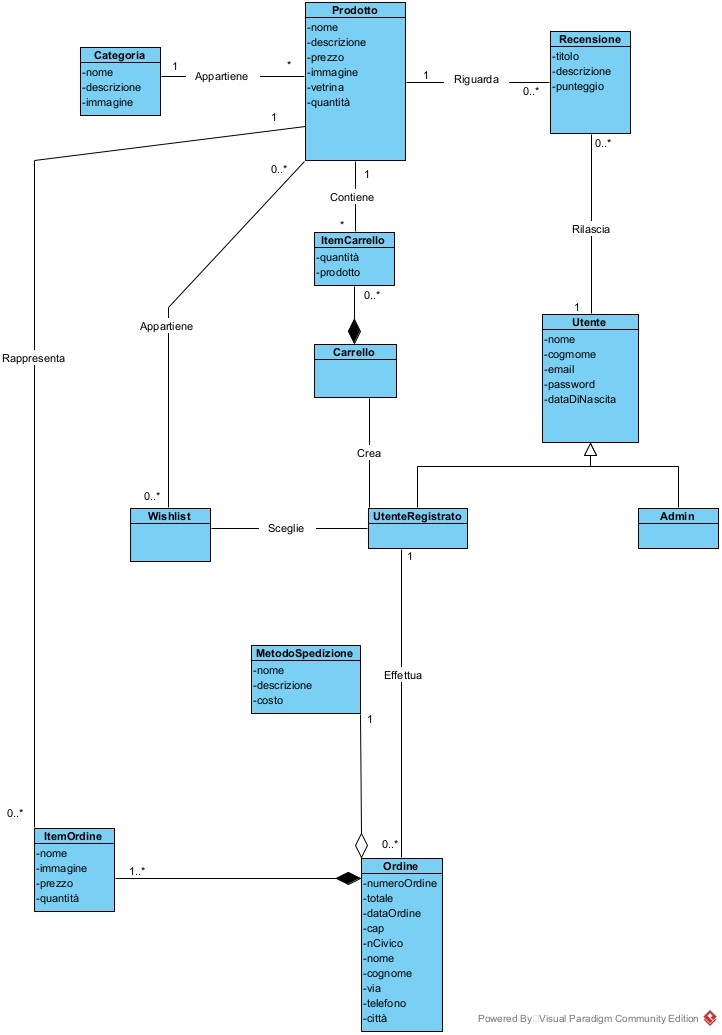 Prodotto
-nome
-descrizione
-prezzo
-immagine
-vetrina
-quantità
Categoria
-nome
-descrizione
-immagine
1
Appartiene
*
Recensione
-titolo
-descrizione
-punteggio
1
Riguarda
0..*
1
0..*
1
Contiene
*
0..*
Rilascia
1
ItemCarrello
-quantità
-prodotto
0..*
Appartiene
Rappresenta
Carrello
Utente
-nome
-cogmome
-email
-password
-dataDiNascita
Crea
0..*
Wishlist
Sceglie
UtenteRegistrato
Admin
1
MetodoSpedizione
-nome
-descrizione
-costo
Effettua
1
0..*
0..*
ItemOrdine
-nome
-immagine
-prezzo
-quantità
1..*
Ordine
-numeroOrdine
-totale
-dataOrdine
-cap
-nCivico
-nome
-cognome
-via
-telefono
-città
Powered By Visual Paradigm Community Edition